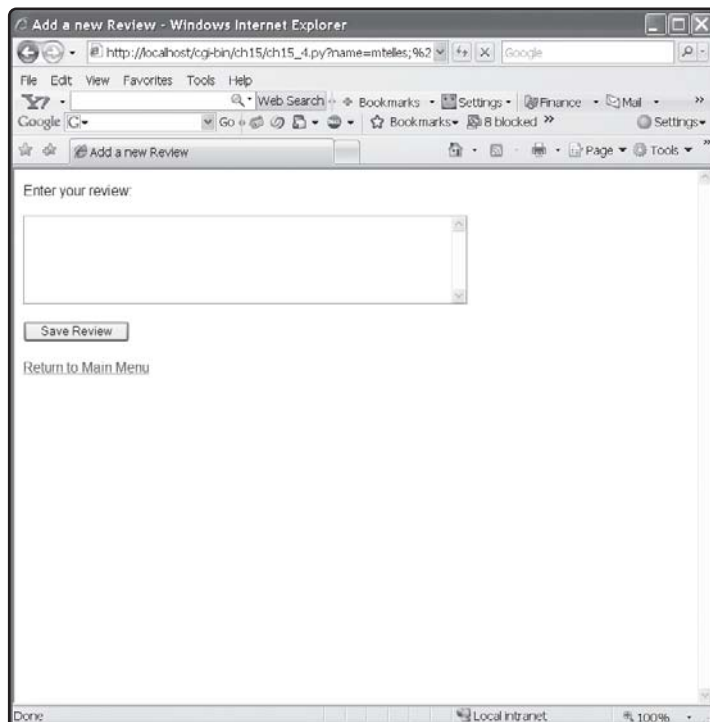 Add a new Review - Windows Internet Explorer
http://localhost/cgi-bin/ch15/ch15_4.py?name=mtelles;%2
Google
File Edit View Favorites Tools Help
Web Search Bookmarks Settings Finance Mail »
Google G Go Bookmarks 8 blocked » Settings
Add a new Review Page Tools »
Enter your review:
Save Review
Return to Main Menu
Done Local intranet 100%